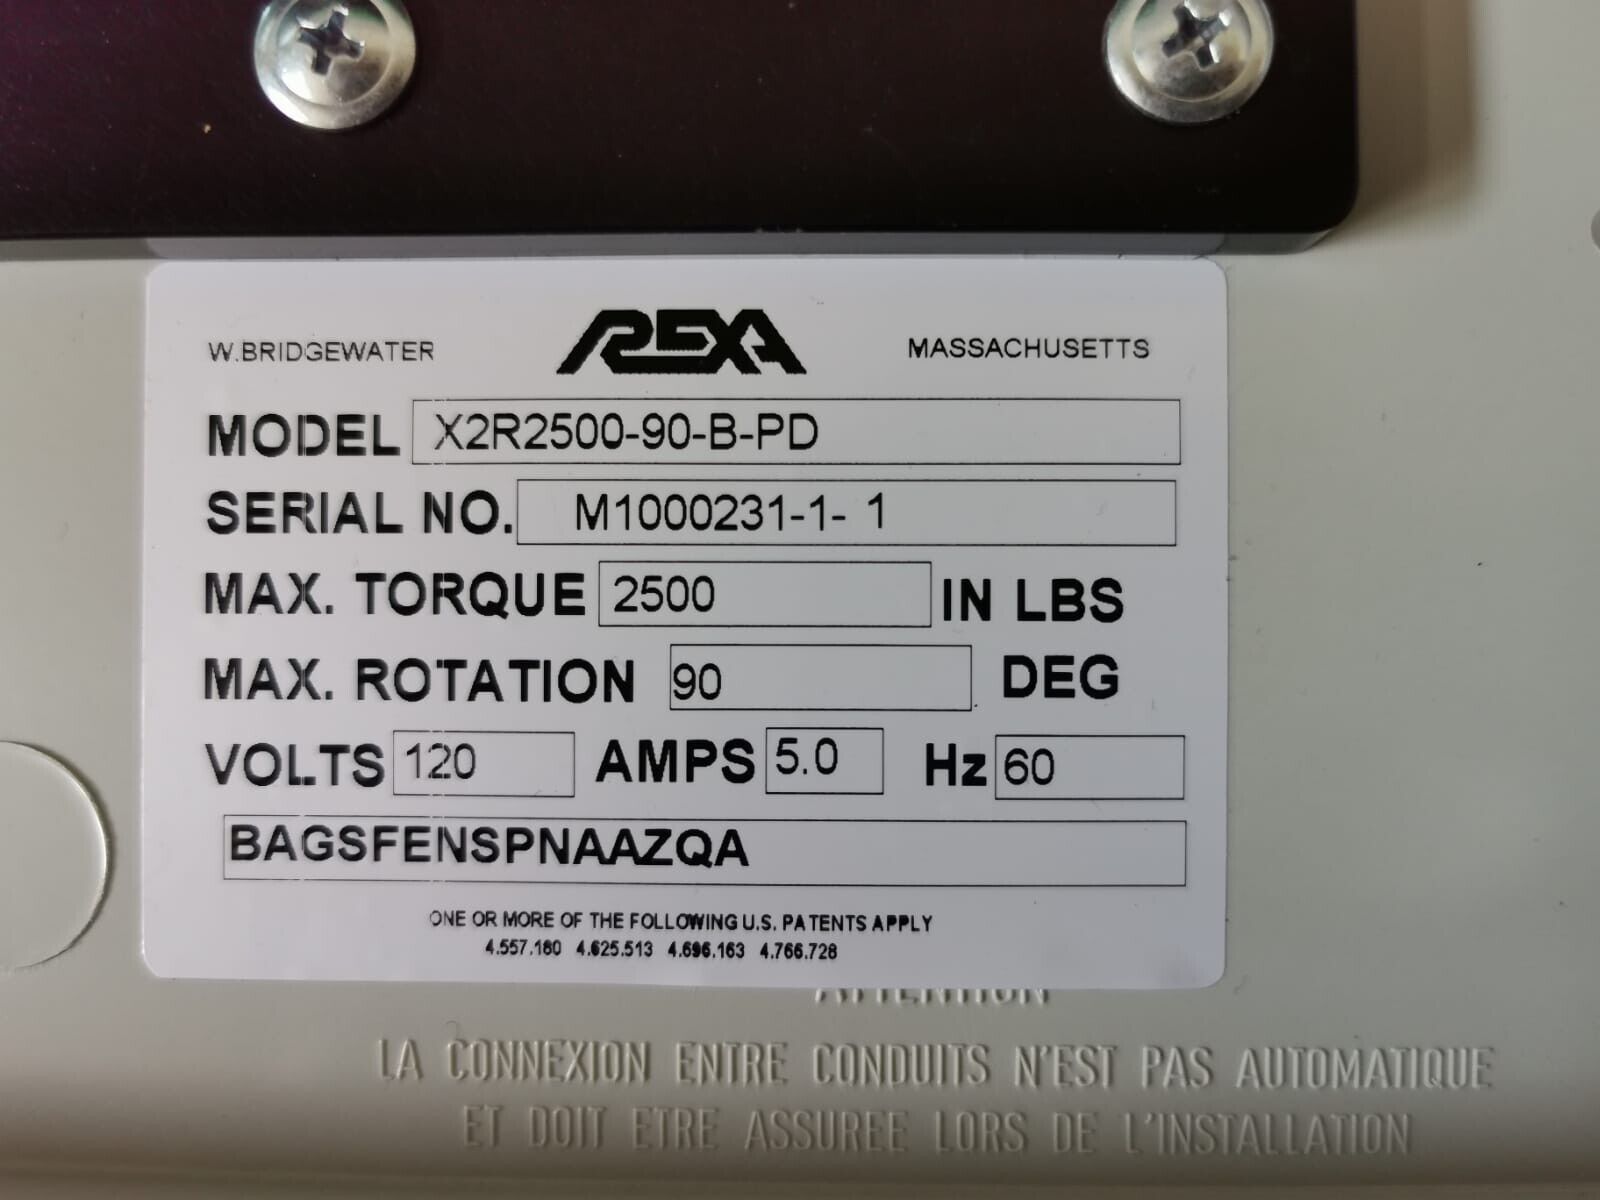 W.BRIDGEWATER REXA MASSACHUSETTS
MODEL X2R2500-90-B-PD
SERIAL NO. M1000231-1- 1
MAX. TORQUE 2500 IN LBS
MAX. ROTATION 90 DEG
VOLTS 120 AMPS 5.0 Hz 60
BAGSFENSPNAAZQA
ONE OR MORE OF THE FOLLOWING U.S. PATENTS APPLY
4.557.180 4.625.513 4.696.163 4.766.728
ATTENTION
LA CONNEXION ENTRE CONDUITS N'EST PAS AUTOMATIQUE
ET DOIT ETRE ASSUREE LORS DE L'INSTALLATION